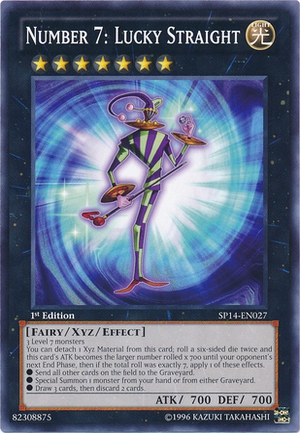 NUMBER 7: LUCKY STRAIGHT
LIGHT
光
1st Edition
SP14-EN027
[FAIRY/XYZ/EFFECT]
3 Level 7 monsters
You can detach 1 Xyz Material from this card; roll a six-sided die twice and
this card's ATK becomes the larger number rolled x 700 until your opponent's
next End Phase, then if the total roll was exactly 7, apply 1 of these effects.
● Send all other cards on the field to the Graveyard.
● Special Summon 1 monster from your hand or from either Graveyard.
● Draw 3 cards, then discard 2 cards.
ATK/ 700 DEF/ 700
82308875
©1996 KAZUKI TAKAHASHI